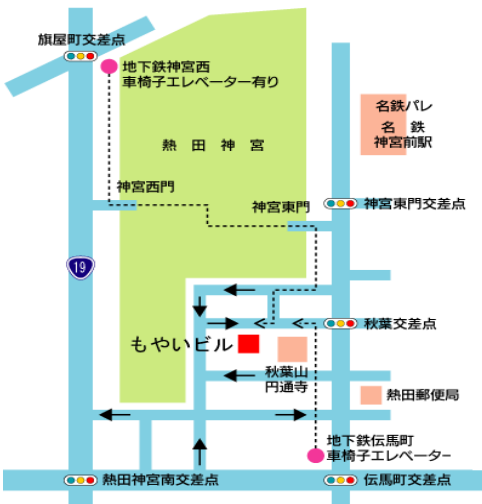 旗屋町交差点
地下鉄神宮西
車椅子エレベーター有り
名鉄パレ
名 鉄
神宮前駅
熱 田 神 宮
神宮西門
神宮東門
神宮東門交差点
19
秋葉交差点
もやいビル
秋葉山
円通寺
熱田郵便局
地下鉄伝馬町
車椅子エレベーター
熱田神宮南交差点
伝馬町交差点